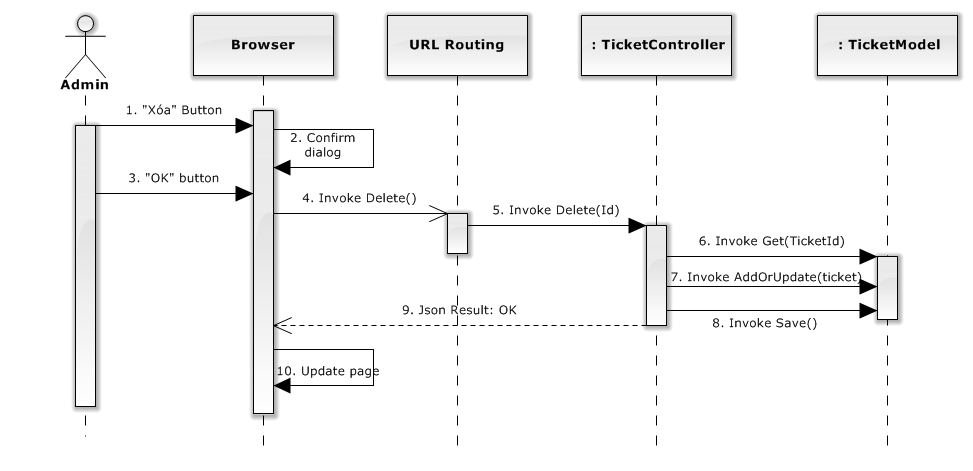 Browser
URL Routing
: TicketController
: TicketModel
Admin
1. "Xóa" Button
2. Confirm
dialog
3. "OK" button
4. Invoke Delete()
5. Invoke Delete(Id)
6. Invoke Get(TicketId)
7. Invoke AddOrUpdate(ticket)
9. Json Result: OK
8. Invoke Save()
10. Update page